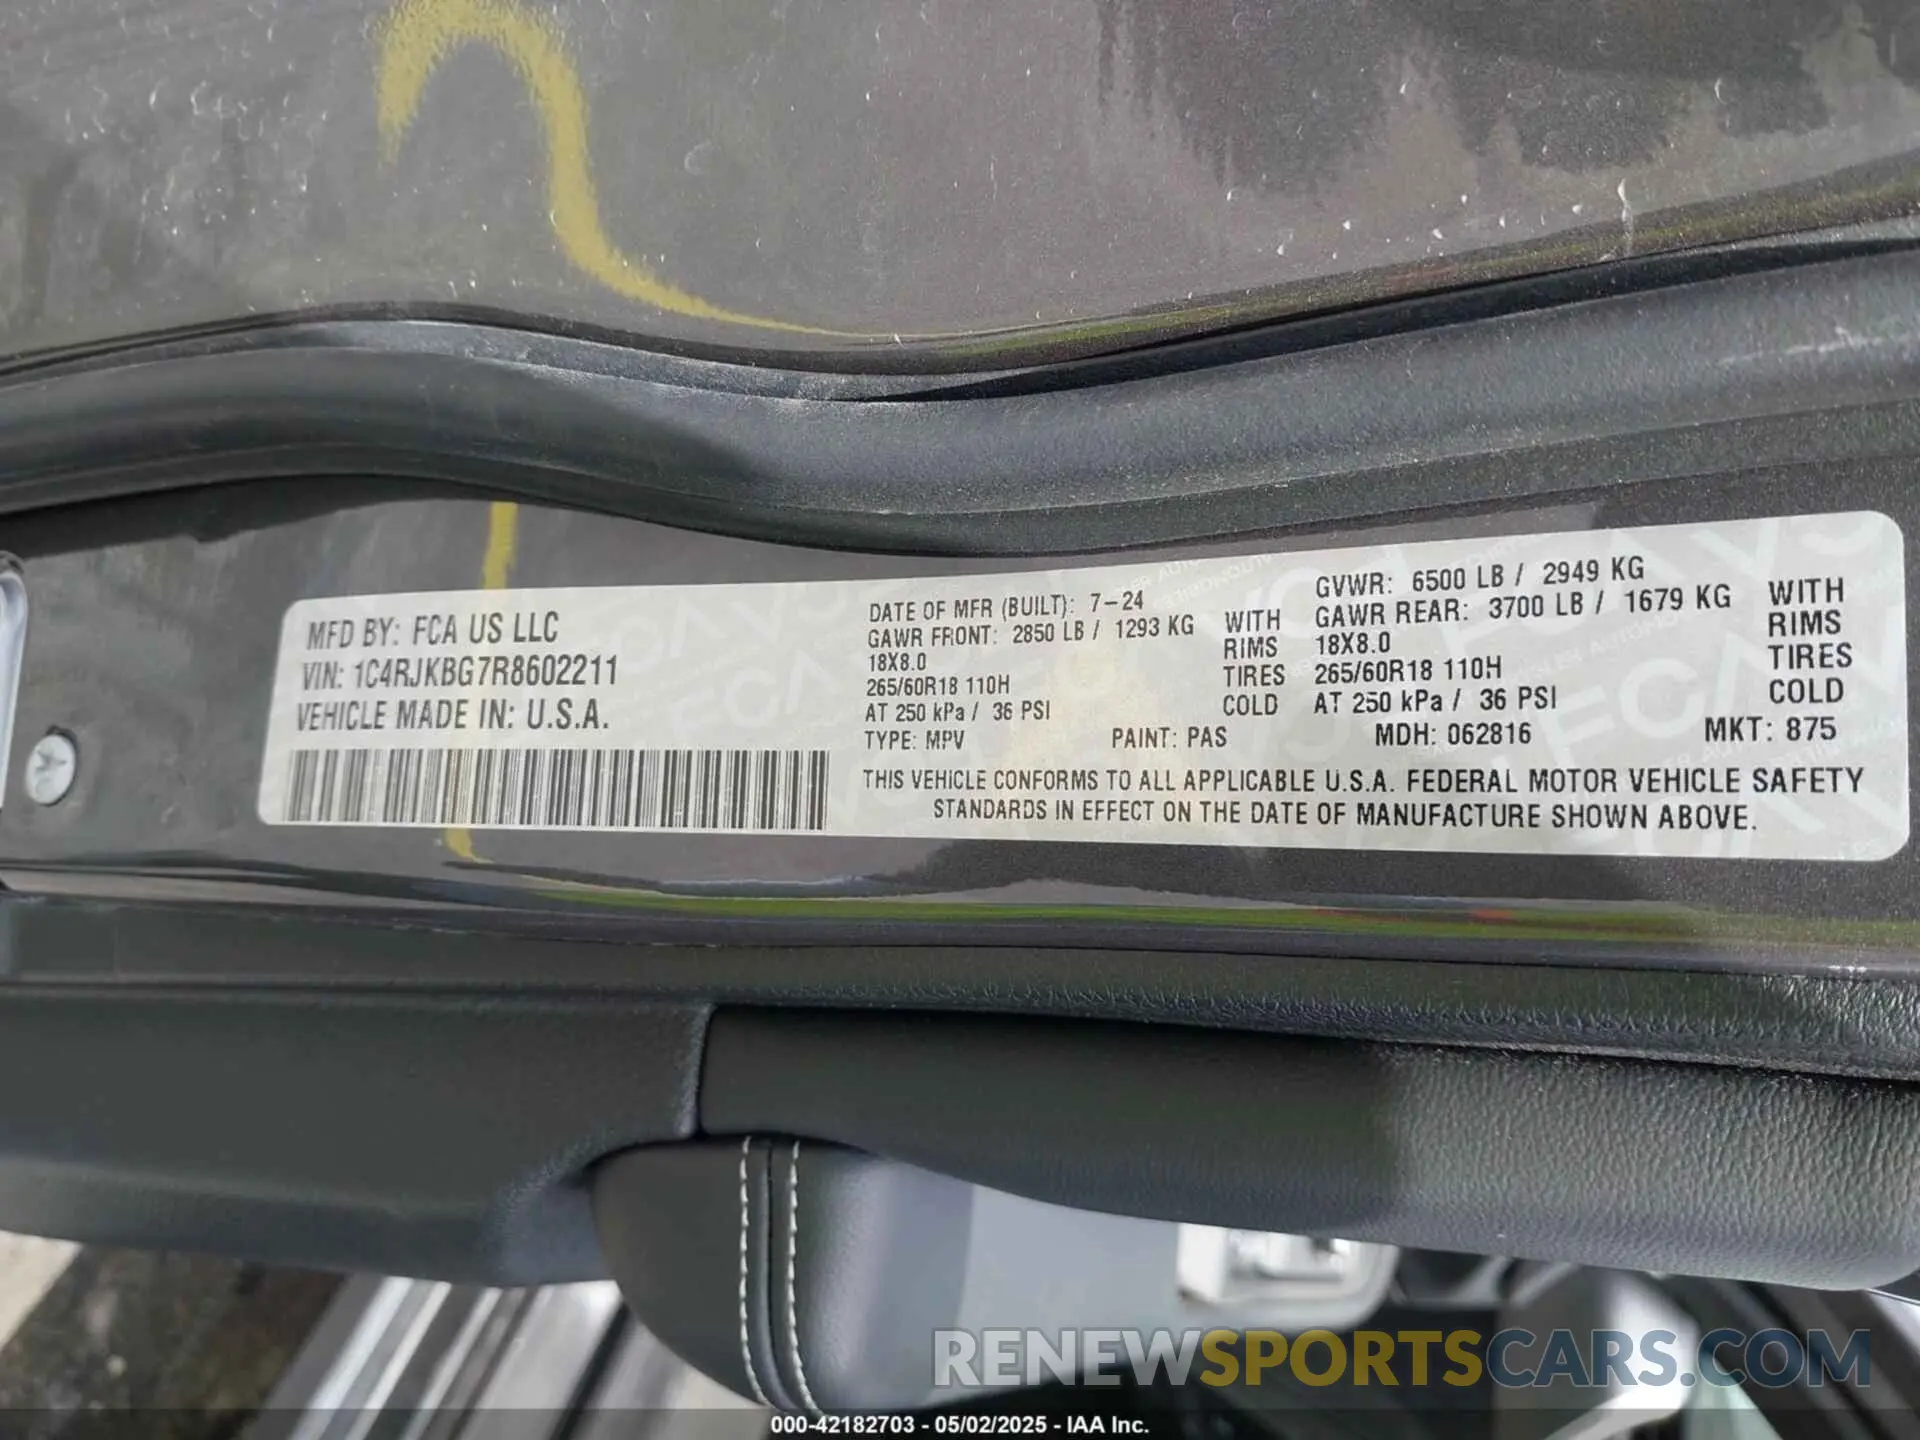 MFD BY: FCA US LLC
VIN: 1C4RJKBG7R8602211
VEHICLE MADE IN: U.S.A.
DATE OF MFR (BUILT): 7-24
GAWR FRONT: 2850 LB / 1293 KG WITH
18X8.0 RIMS
265/60R18 110H TIRES
AT 250 kPa / 36 PSI COLD
GVWR: 6500 LB / 2949 KG
GAWR REAR: 3700 LB / 1679 KG WITH
18X8.0 RIMS
265/60R18 110H TIRES
AT 250 kPa / 36 PSI COLD
TYPE: MPV PAINT: PAS MDH: 062816 MKT: 875
THIS VEHICLE CONFORMS TO ALL APPLICABLE U.S.A. FEDERAL MOTOR VEHICLE SAFETY
STANDARDS IN EFFECT ON THE DATE OF MANUFACTURE SHOWN ABOVE.
RENEWSPORTSCARS.COM
000-42182703 - 05/02/2025 - IAA Inc.